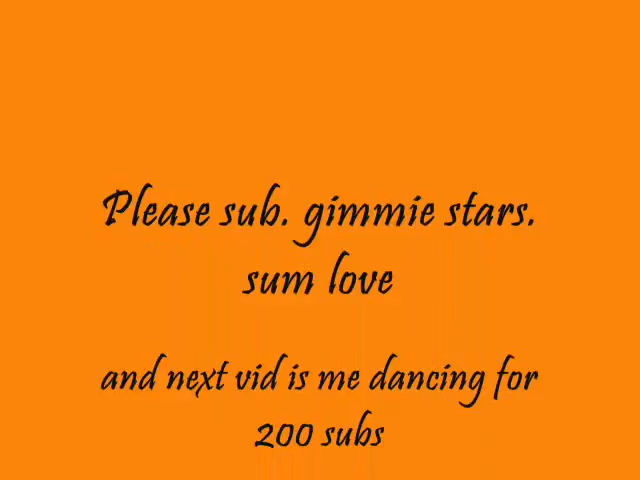 Please sub. gimmie stars.
sum love
and next vid is me dancing for
200 subs